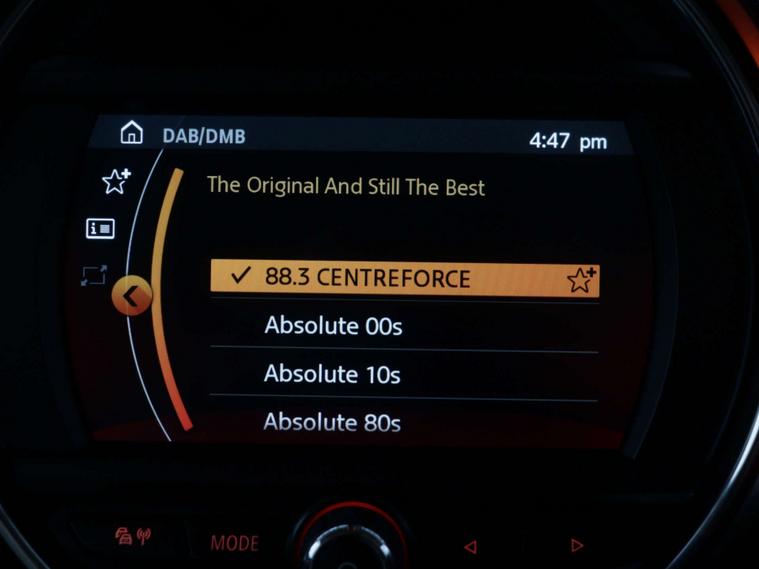 DAB/DMB
4:47 pm
The Original And Still The Best
88.3 CENTREFORCE
Absolute 00s
Absolute 10s
Absolute 80s
MODE